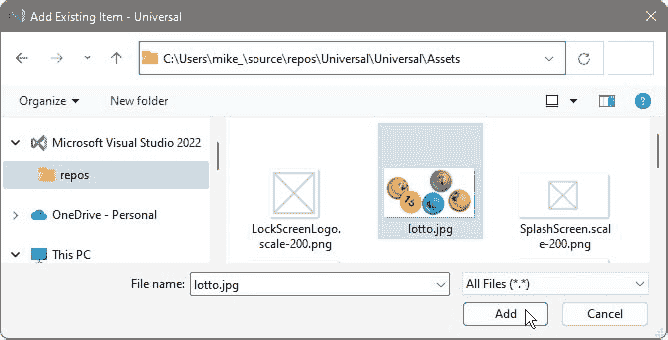 Add Existing Item - Universal
C:\Users\mike_\source\repos\Universal\Universal\Assets
Organize
New folder
?
Microsoft Visual Studio 2022
repos
OneDrive - Personal
This PC
LockScreenLogo.
scale-200.png
lotto.jpg
SplashScreen.scal
e-200.png
File name:
lotto.jpg
All Files (*.*)
Add
Cancel